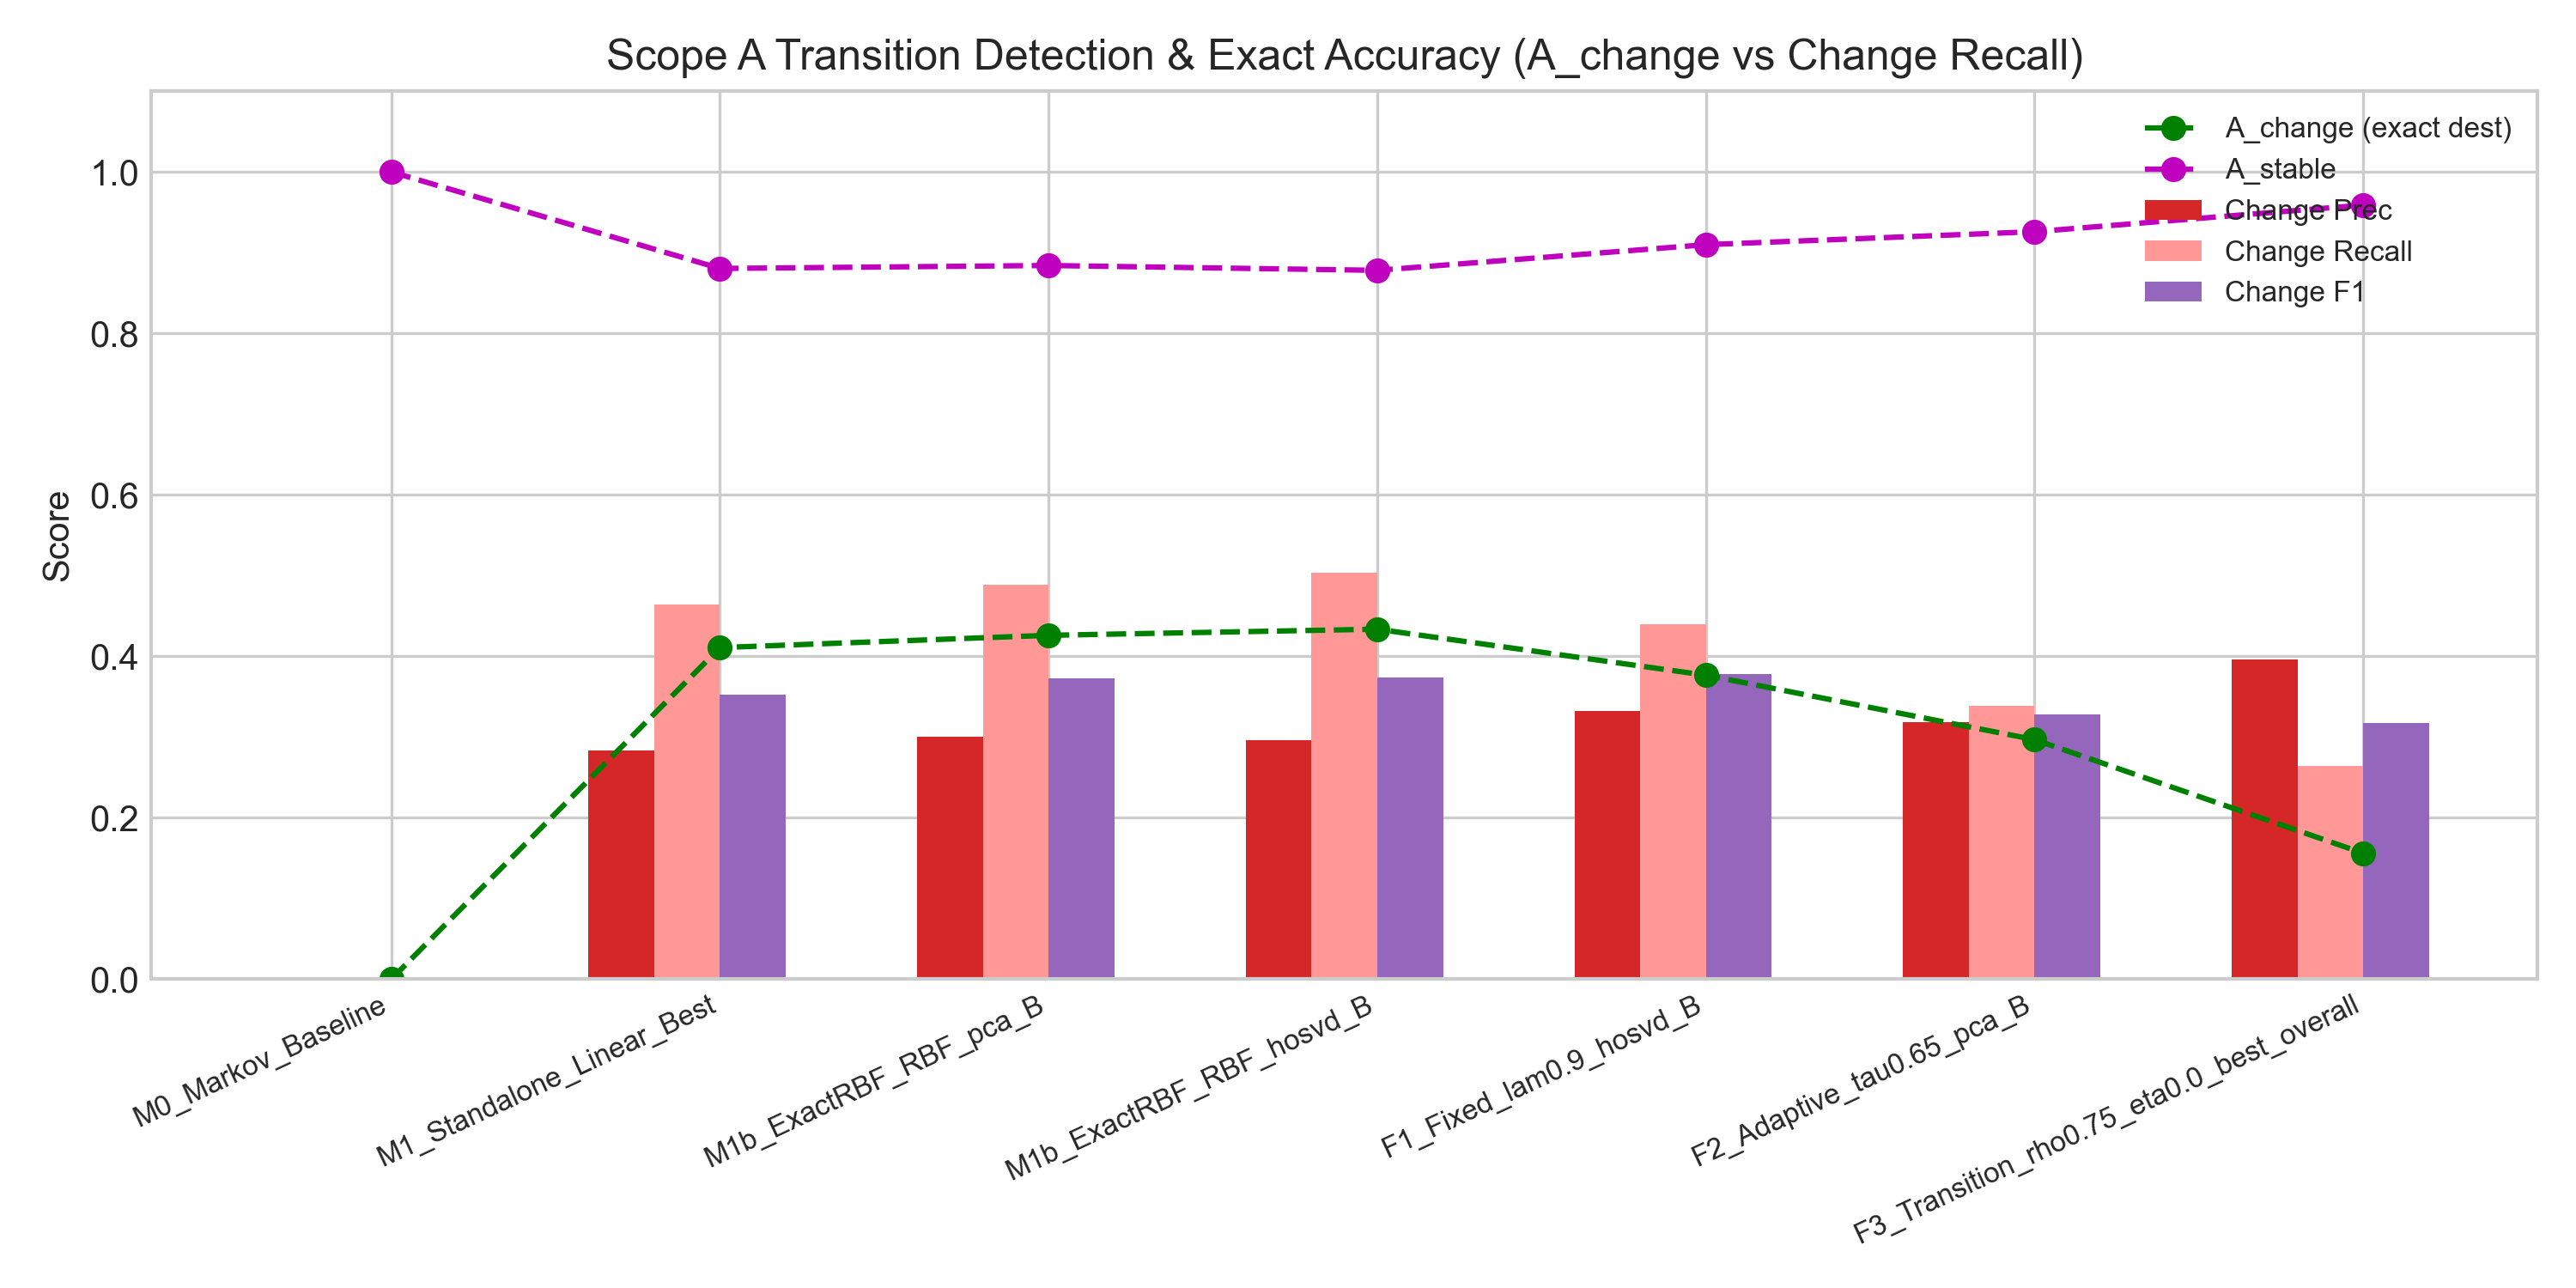 Scope A Transition Detection & Exact Accuracy (A_change vs Change Recall)
A_change (exact dest)
A_stable
Change Prec
Change Recall
Change F1
Score
1.0
0.8
0.6
0.4
0.2
0.0
M0_Markov_Baseline
M1_Standalone_Linear_Best
M1b_ExactRBF_RBF_pca_B
M1b_ExactRBF_RBF_hosvd_B
F1_Fixed_lam0.9_hosvd_B
F2_Adaptive_tau0.65_pca_B
F3_Transition_rho0.75_eta0.0_best_overall